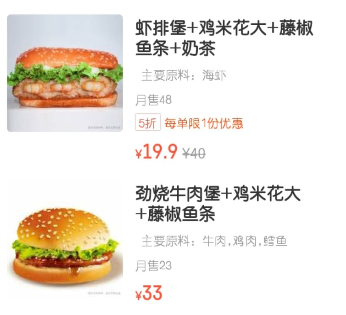 虾排堡+鸡米花大+藤椒
鱼条+奶茶
主要原料：海虾
月售48
5折 每单限1份优惠
¥19.9 ¥40
劲烧牛肉堡+鸡米花大
+藤椒鱼条
主要原料：牛肉,鸡肉,鳕鱼
月售23
¥33